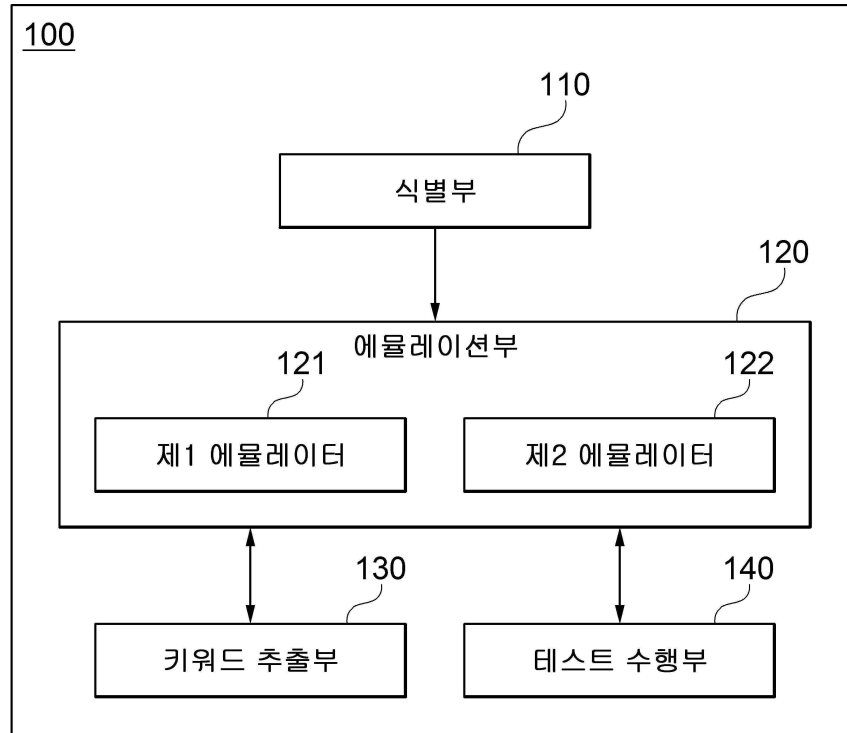 100
110
식별부
120
에뮬레이션부
121
122
제1 에뮬레이터
제2 에뮬레이터
130
140
키워드 추출부
테스트 수행부